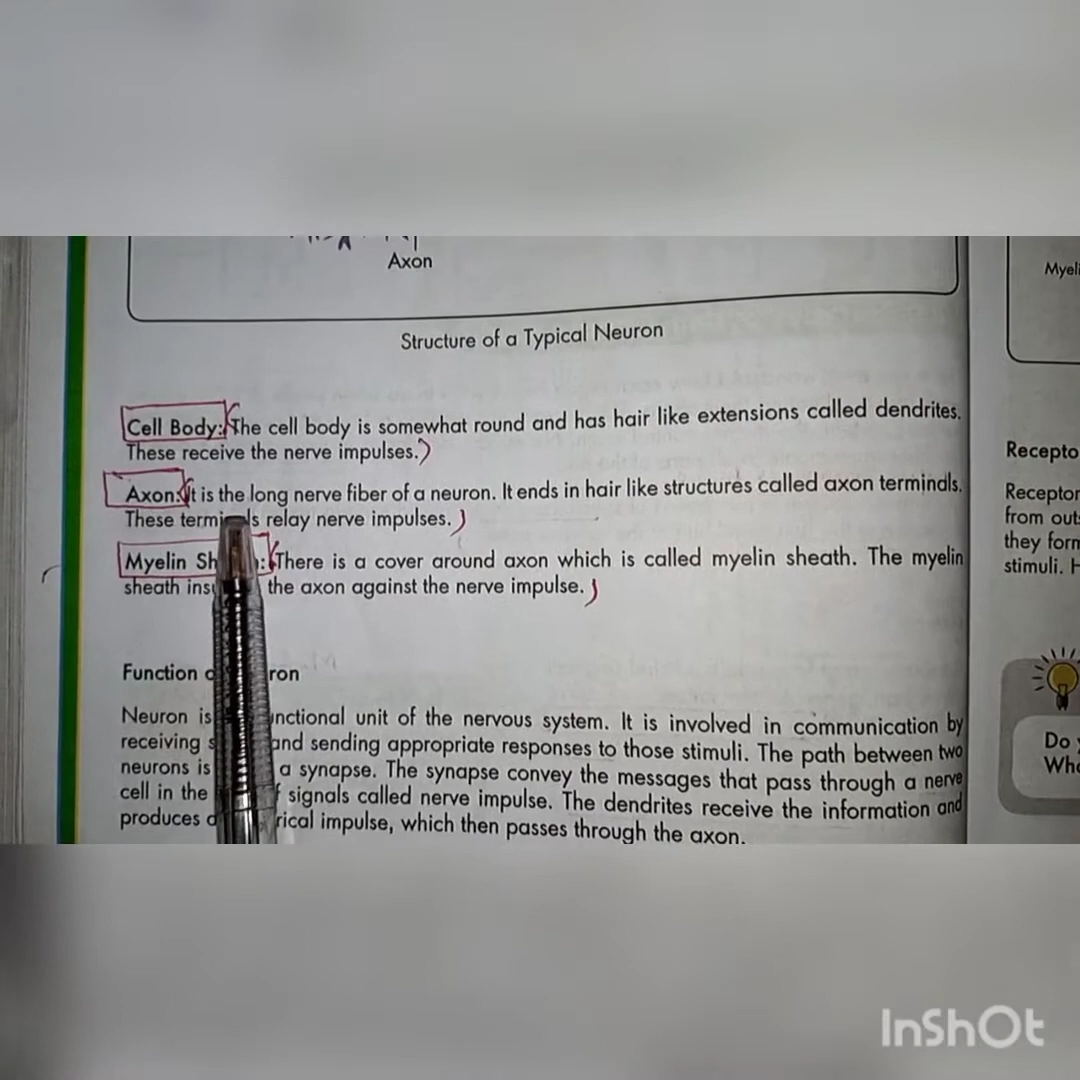 Axon
Structure of a Typical Neuron
Cell Body: The cell body is somewhat round and has hair like extensions called dendrites.
These receive the nerve impulses.
Axon: It is the long nerve fiber of a neuron. It ends in hair like structures called axon terminals.
These terminals relay nerve impulses.
Myelin Sh : There is a cover around axon which is called myelin sheath. The myelin
sheath the axon against the nerve impulse.
Function ron
Neuron is unctional unit of the nervous system. It is involved in communication by
receiving and sending appropriate responses to those stimuli. The path between two
neurons is a synapse. The synapse convey the messages that pass through a nerve
cell in the signals called nerve impulse. The dendrites receive the information and
produces rical impulse, which then passes through the axon.
Myeli
Recepto
Receptor
from out
they form
stimuli. H
Do
Wha
InShOt